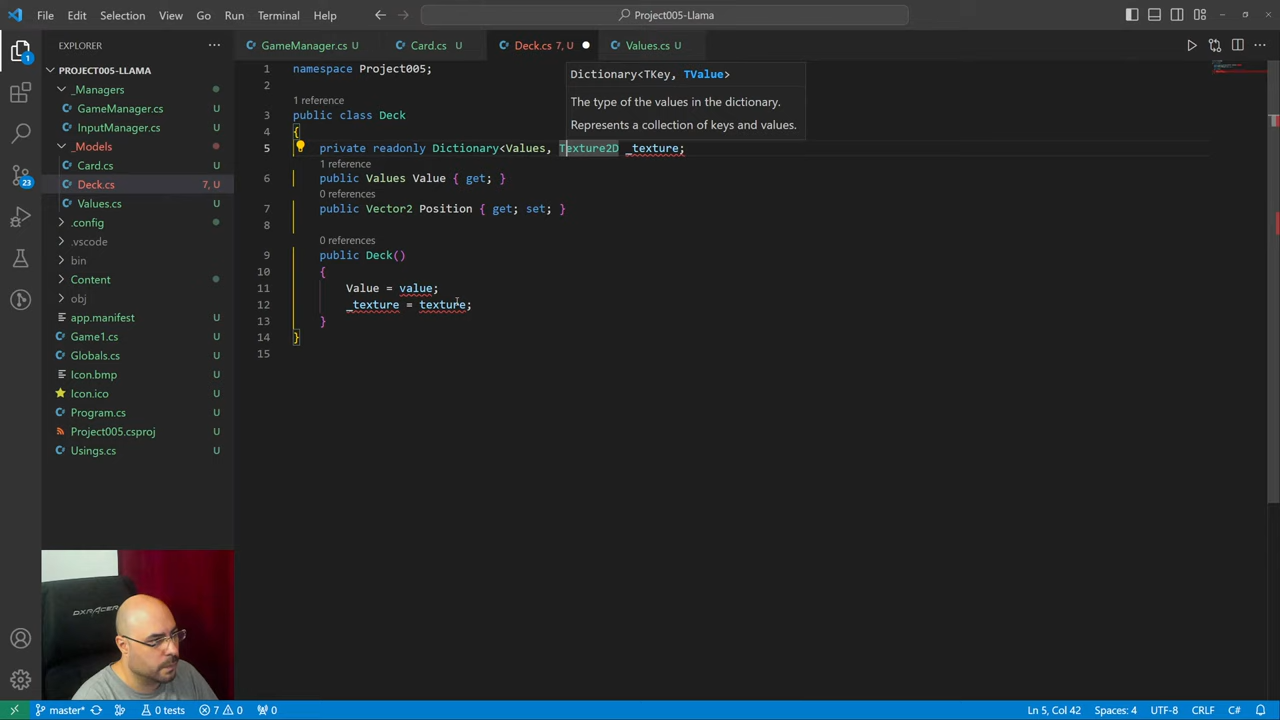 File Edit Selection View Go Run Terminal Help
Project005-Llama
EXPLORER
GameManager.cs U
Card.cs U
Deck.cs 7, U
Values.cs U
PROJECT005-LLAMA
_Managers
GameManager.cs U
InputManager.cs U
_Models
Card.cs U
Deck.cs 7, U
Values.cs U
.config
.vscode
bin
Content
obj
app.manifest U
Game1.cs U
Globals.cs U
Icon.bmp U
Icon.ico U
Program.cs U
Project005.csproj U
Usings.cs U
1
23
Dictionary<TKey, TValue>
The type of the values in the dictionary.
Represents a collection of keys and values.
1 namespace Project005;
2
1 reference
3 public class Deck
4 {
5 private readonly Dictionary<Values, Texture2D _texture;
1 reference
6 public Values Value { get; }
0 references
7 public Vector2 Position { get; set; }
8
0 references
9 public Deck()
10 {
11 Value = value;
12 _texture = texture;
13 }
14 }
15
DXRACER
master* 0 tests 7 0 0
Ln 5, Col 42 Spaces: 4 UTF-8 CRLF C#